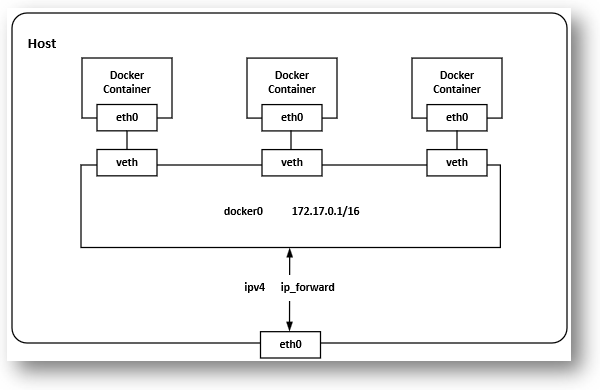 Host
Docker
Container
Docker
Container
Docker
Container
eth0
eth0
eth0
veth
veth
veth
docker0 172.17.0.1/16
ipv4 ip_forward
eth0